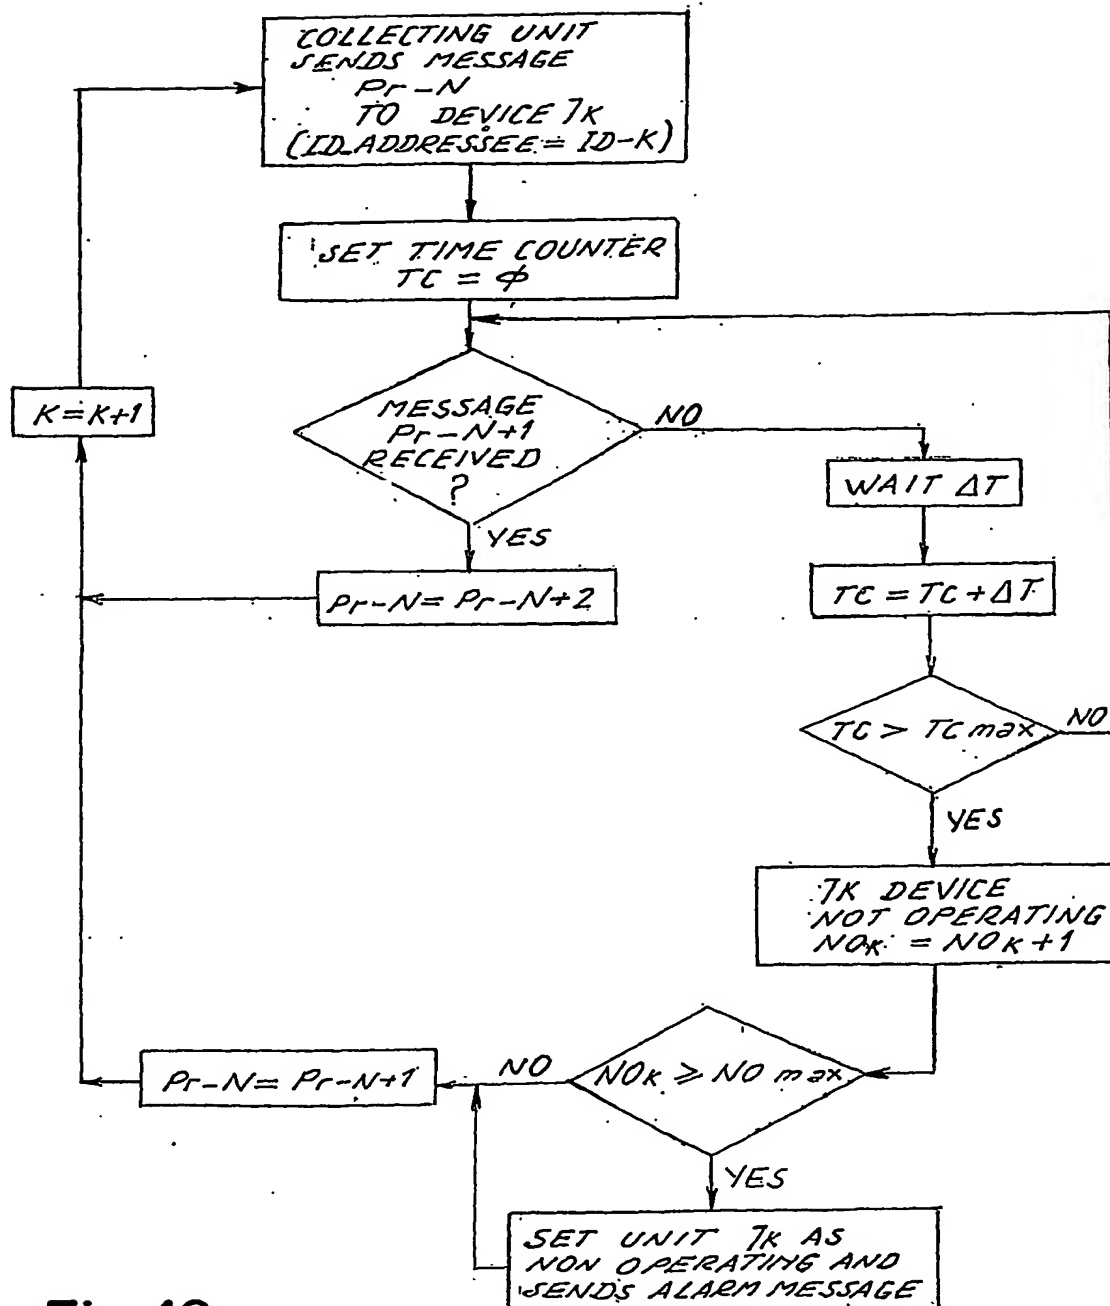 COLLECTING UNIT
SENDS MESSAGE
Pr-N
TO DEVICE 7K
(ID_ADDRESSEE = ID-K)
SET TIME COUNTER
TC = Φ
K = K+1
MESSAGE
Pr-N+1
RECEIVED
?
NO
WAIT ΔT
YES
Pr-N = Pr-N+2
TC = TC + ΔT
TC > TC max
NO
YES
7K DEVICE
NOT OPERATING
NOK = NOK+1
Pr-N = Pr-N+1
NO
NOK ≥ NO max
YES
SET UNIT 7K AS
NON OPERATING AND
SENDS ALARM MESSAGE